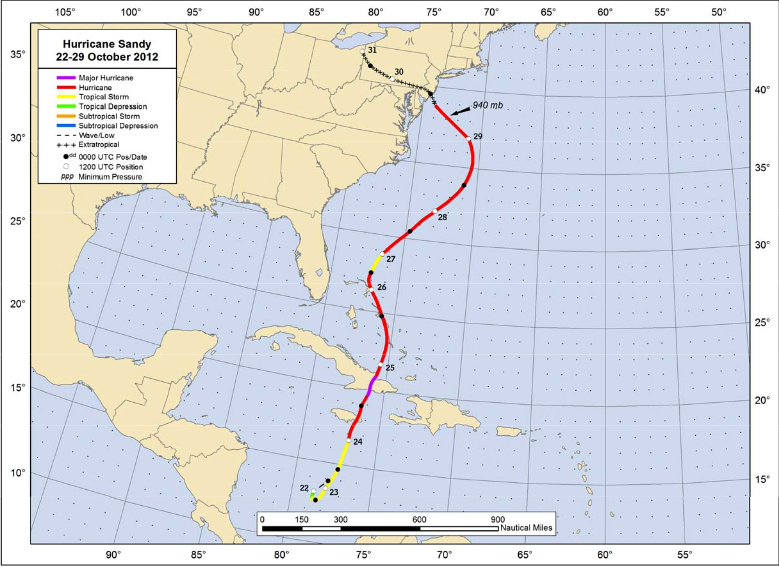 105° 100° 95° 90° 85° 80° 75° 70° 65° 60° 55° 50°
Hurricane Sandy
22-29 October 2012
Major Hurricane
Hurricane
Tropical Storm
Tropical Depression
Subtropical Storm
Subtropical Depression
Wave/Low
Extratropical
dd 0000 UTC Pos/Date
1200 UTC Position
PPP Minimum Pressure
35°
30°
25°
20°
15°
10°
31
30
940 mb
29
28
27
26
25
24
22
23
40°
35°
30°
25°
20°
15°
0 150 300 600 900
Nautical Miles
90° 85° 80° 75° 70° 65° 60° 55°